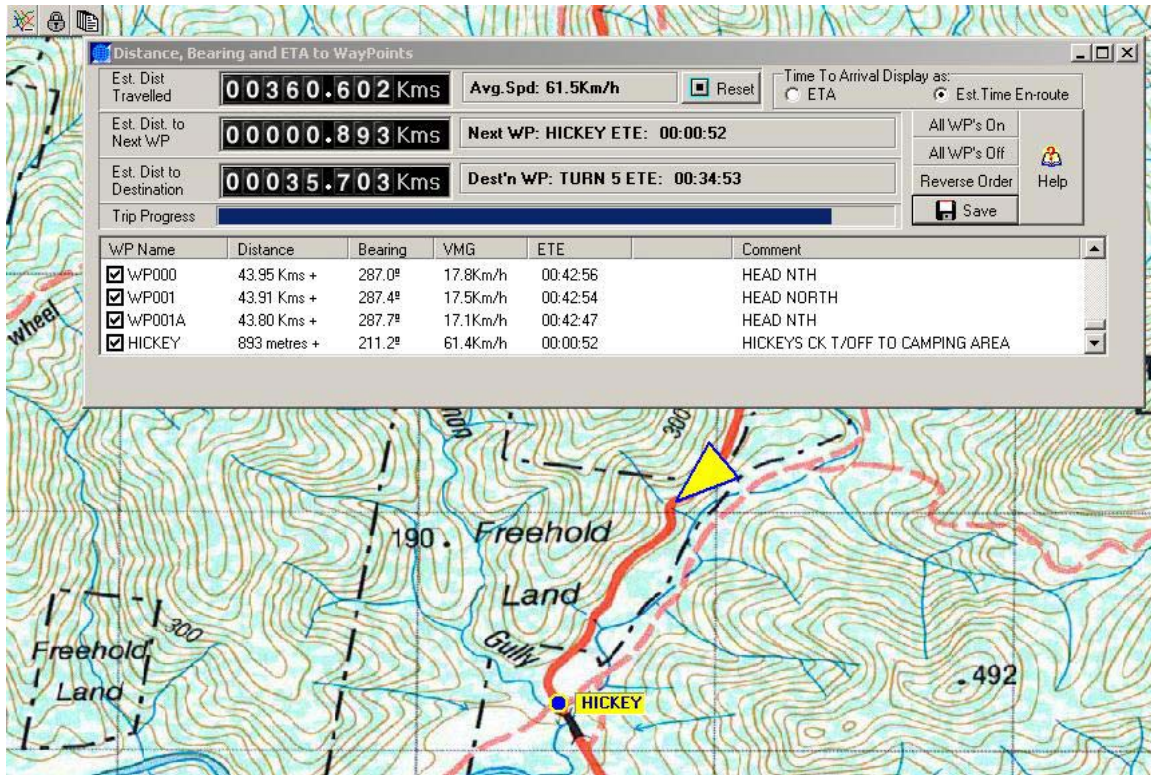 Distance, Bearing and ETA to WayPoints
Est. Dist Travelled
00360.602 Kms
Avg.Spd: 61.5Km/h
Reset
Time To Arrival Display as:
ETA
Est.Time En-route
Est. Dist. to Next WP
00000.893 Kms
Next WP: HICKEY ETE: 00:00:52
All WP's On
All WP's Off
Reverse Order
Save
Help
Est. Dist to Destination
00035.703 Kms
Dest'n WP: TURN 5 ETE: 00:34:53
Trip Progress
WP Name Distance Bearing VMG ETE Comment
WP000 43.95 Kms + 287.0º 17.8Km/h 00:42:56 HEAD NTH
WP001 43.91 Kms + 287.4º 17.5Km/h 00:42:54 HEAD NORTH
WP001A 43.80 Kms + 287.7º 17.1Km/h 00:42:47 HEAD NTH
HICKEY 893 metres + 211.2º 61.4Km/h 00:00:52 HICKEYS CK T/OFF TO CAMPING AREA
wheel
300
190
Freehold
Land
Gully
300
Freehold
Land
492
HICKEY